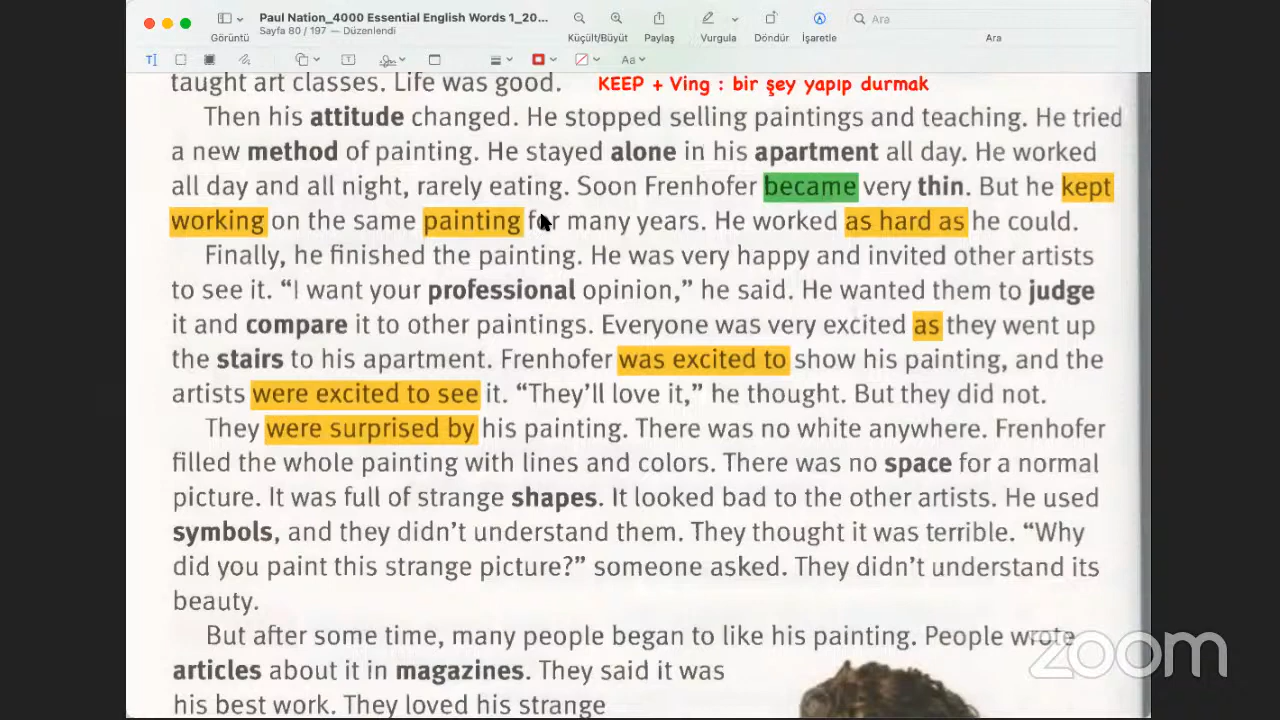 Paul Nation_4000 Essential English Words 1_20...
Sayfa 80 / 197 — Düzenlendi
Görüntü
Küçült/Büyüt
Paylaş
Vurgula
Döndür
İşaretle
Ara
Ara
Aa
taught art classes. Life was good.
KEEP + Ving : bir şey yapıp durmak
Then his attitude changed. He stopped selling paintings and teaching. He tried
a new method of painting. He stayed alone in his apartment all day. He worked
all day and all night, rarely eating. Soon Frenhofer became very thin. But he kept
working on the same painting for many years. He worked as hard as he could.
Finally, he finished the painting. He was very happy and invited other artists
to see it. “I want your professional opinion,” he said. He wanted them to judge
it and compare it to other paintings. Everyone was very excited as they went up
the stairs to his apartment. Frenhofer was excited to show his painting, and the
artists were excited to see it. “They’ll love it,” he thought. But they did not.
They were surprised by his painting. There was no white anywhere. Frenhofer
filled the whole painting with lines and colors. There was no space for a normal
picture. It was full of strange shapes. It looked bad to the other artists. He used
symbols, and they didn’t understand them. They thought it was terrible. “Why
did you paint this strange picture?” someone asked. They didn’t understand its
beauty.
But after some time, many people began to like his painting. People wrote
articles about it in magazines. They said it was
his best work. They loved his strange
zoom